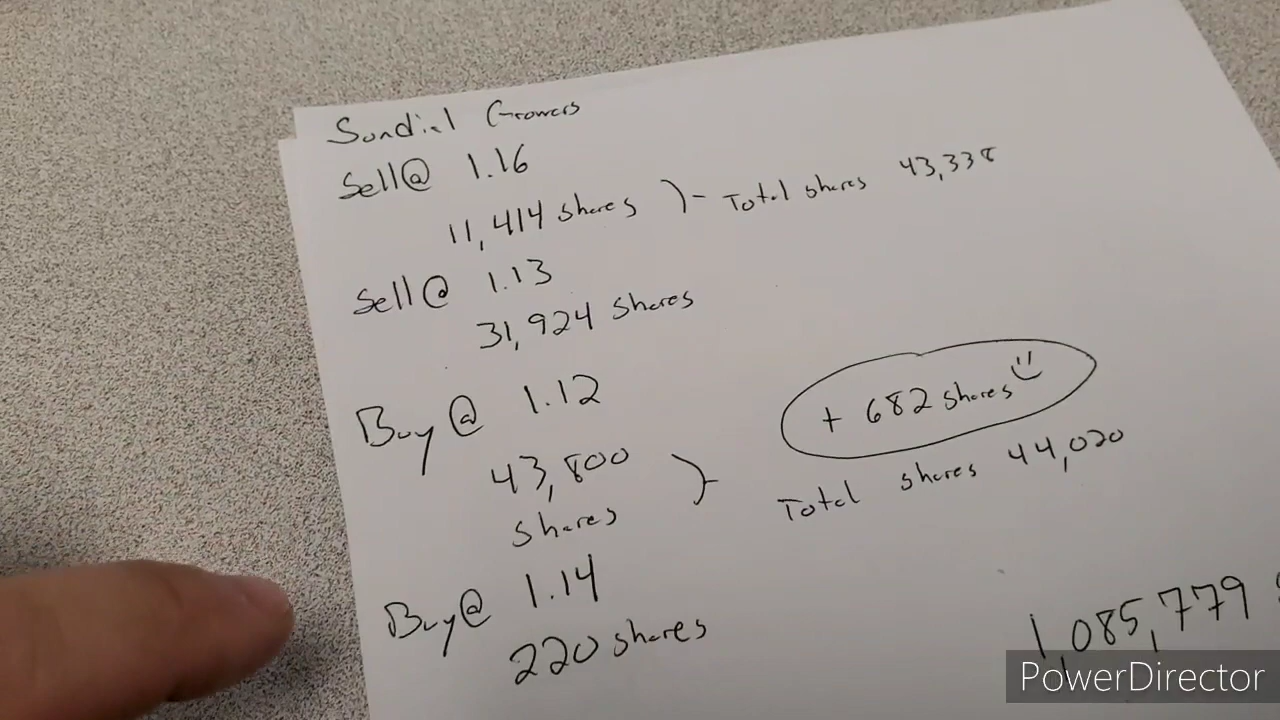 Sundial Growers
Sell@ 1.16
11,414 shares )- Total shares 43,338
Sell@ 1.13
31,924 shares
Buy@ 1.12
+ 682 shares
43,800
shares
Total shares 44,020
Buy@ 1.14
220 shares
1,085,779
PowerDirector